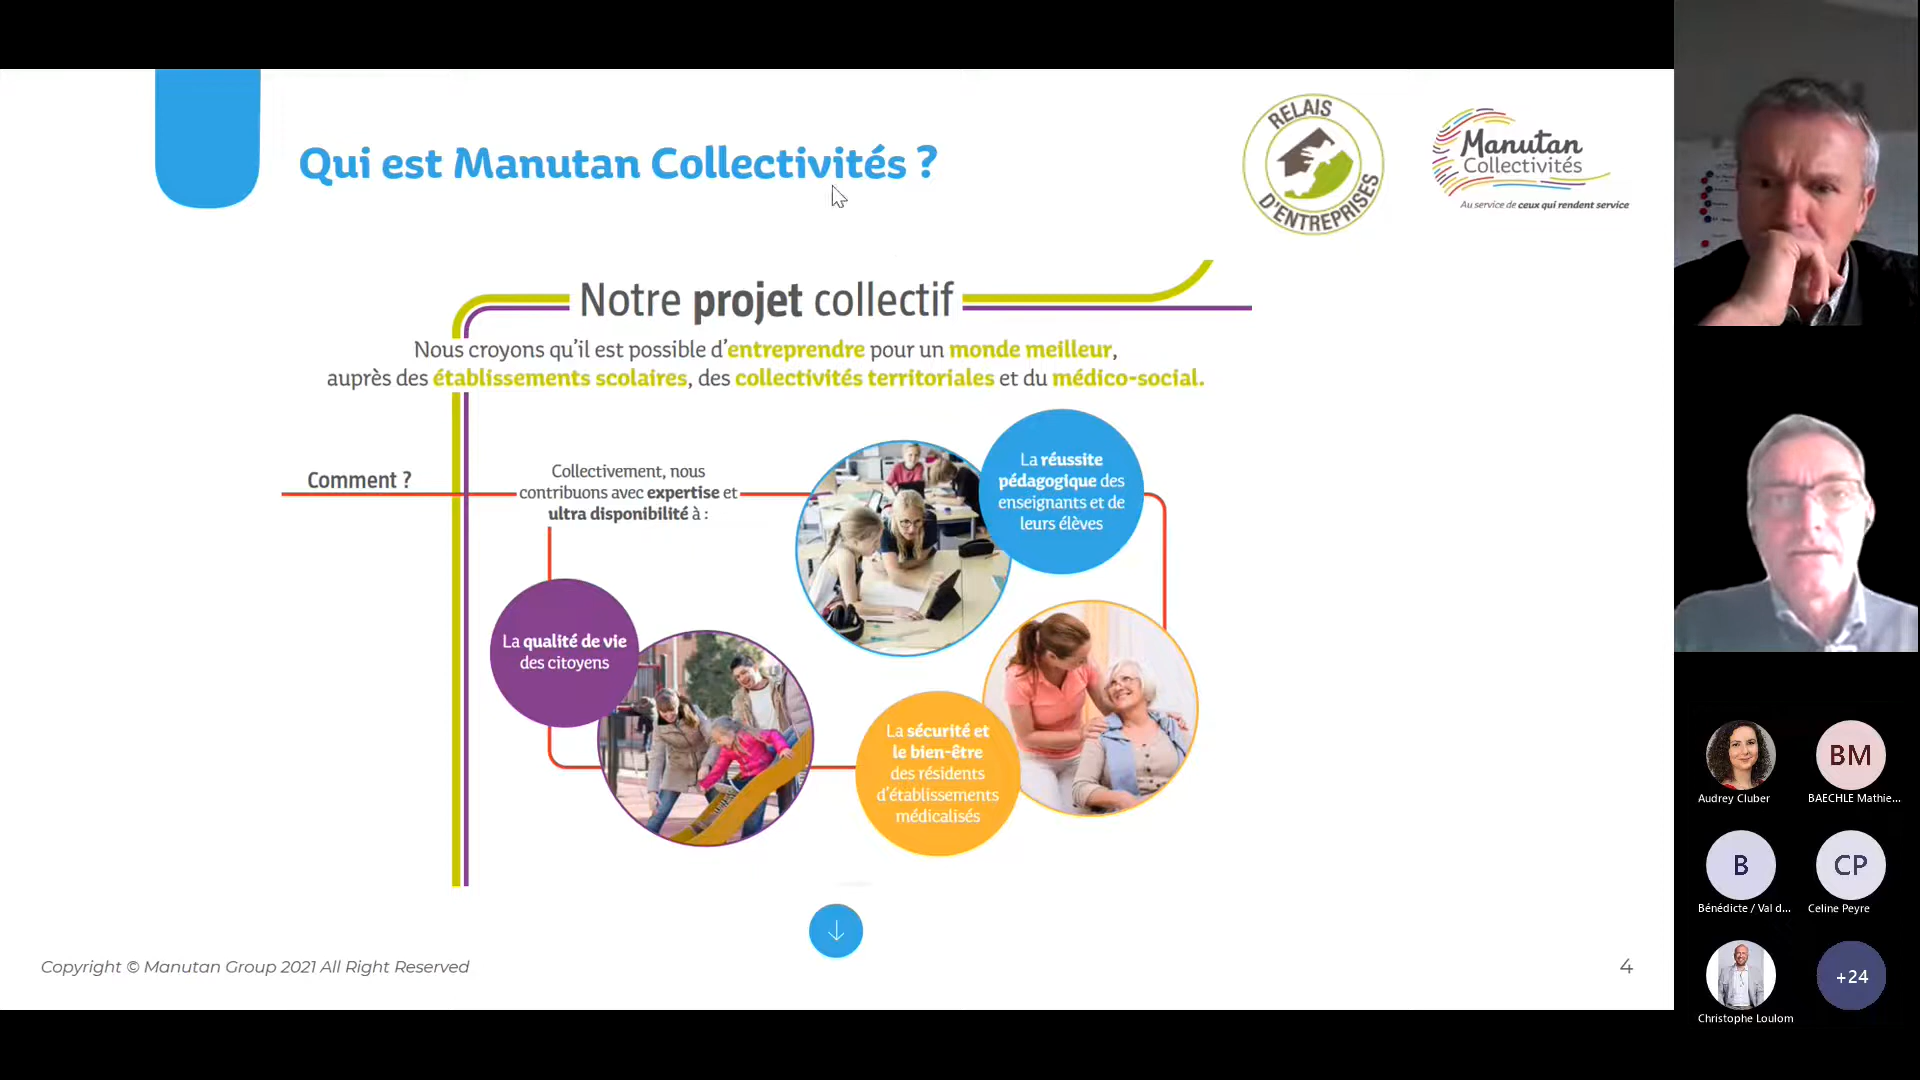 Qui est Manutan Collectivités ?
RELAIS
D'ENTREPRISES
Manutan
Collectivités
Au service de ceux qui rendent service
Notre projet collectif
Nous croyons qu'il est possible d'entreprendre pour un monde meilleur,
auprès des établissements scolaires, des collectivités territoriales et du médico-social.
Comment ?
Collectivement, nous
contribuons avec expertise et
ultra disponibilité à :
La réussite
pédagogique des
enseignants et de
leurs élèves
La qualité de vie
des citoyens
La sécurité et
le bien-être
des résidents
d'établissements
médicalisés
Copyright © Manutan Group 2021 All Right Reserved
4
Audrey Cluber
BM
BAECHLE Mathie...
B
Bénédicte / Val d...
CP
Celine Peyre
Christophe Loulom
+24